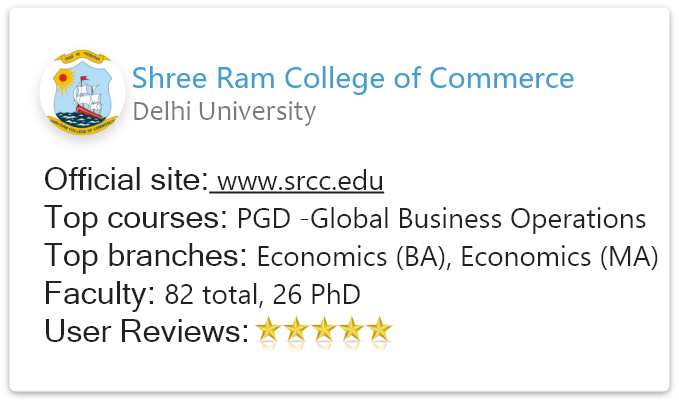 Shree Ram College of Commerce
Delhi University
Official site: www.srcc.edu
Top courses: PGD -Global Business Operations
Top branches: Economics (BA), Economics (MA)
Faculty: 82 total, 26 PhD
User Reviews: